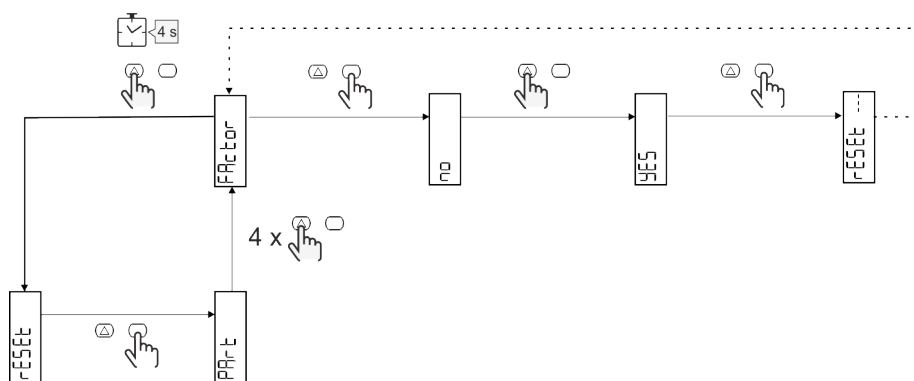 4 s
FActor
no
YES
rESEt ---
4 x
rESEt
PArt